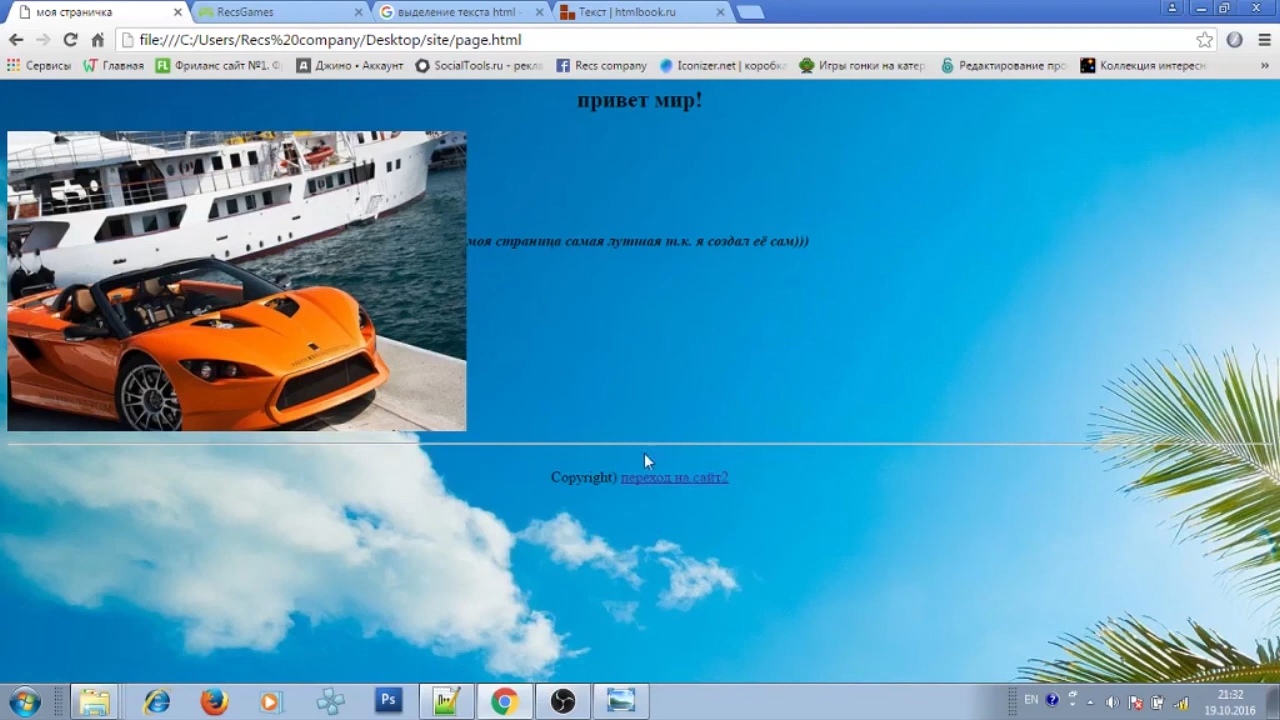 моя страничка
RecsGames
выделение текста html -
Текст | htmlbook.ru
file:///C:/Users/Recs%20company/Desktop/site/page.html
Сервисы
Главная
FL Фриланс сайт №1.
Д Джино • Аккаунт
SocialTools.ru - рекла
Recs company
Iconizer.net | коробка
Игры гонки на катер
Редактирование про
Коллекция интересн
»
привет мир!
моя страница самая лутшая т.к. я создал её сам)))
Copyright) переход на сайт2
Ps
EN
21:32
19.10.2016